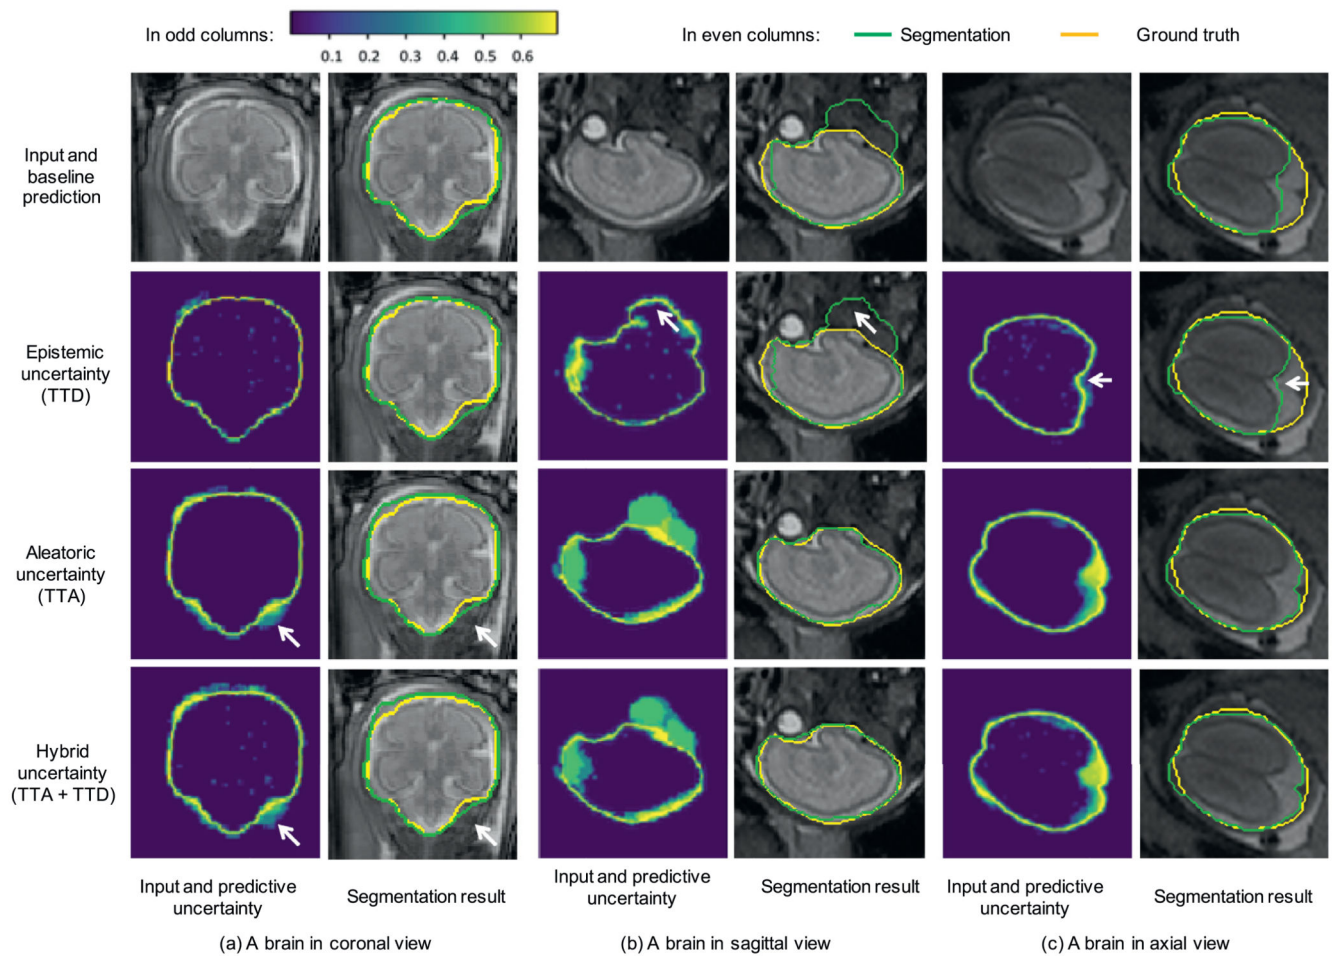 In odd columns:
0.1 0.2 0.3 0.4 0.5 0.6
In even columns:
Segmentation
Ground truth
Input and
baseline
prediction
Epistemic
uncertainty
(TTD)
Aleatoric
uncertainty
(TTA)
Hybrid
uncertainty
(TTA + TTD)
Input and predictive
uncertainty
Segmentation result
Input and predictive
uncertainty
Segmentation result
Input and predictive
uncertainty
Segmentation result
(a) A brain in coronal view
(b) A brain in sagittal view
(c) A brain in axial view